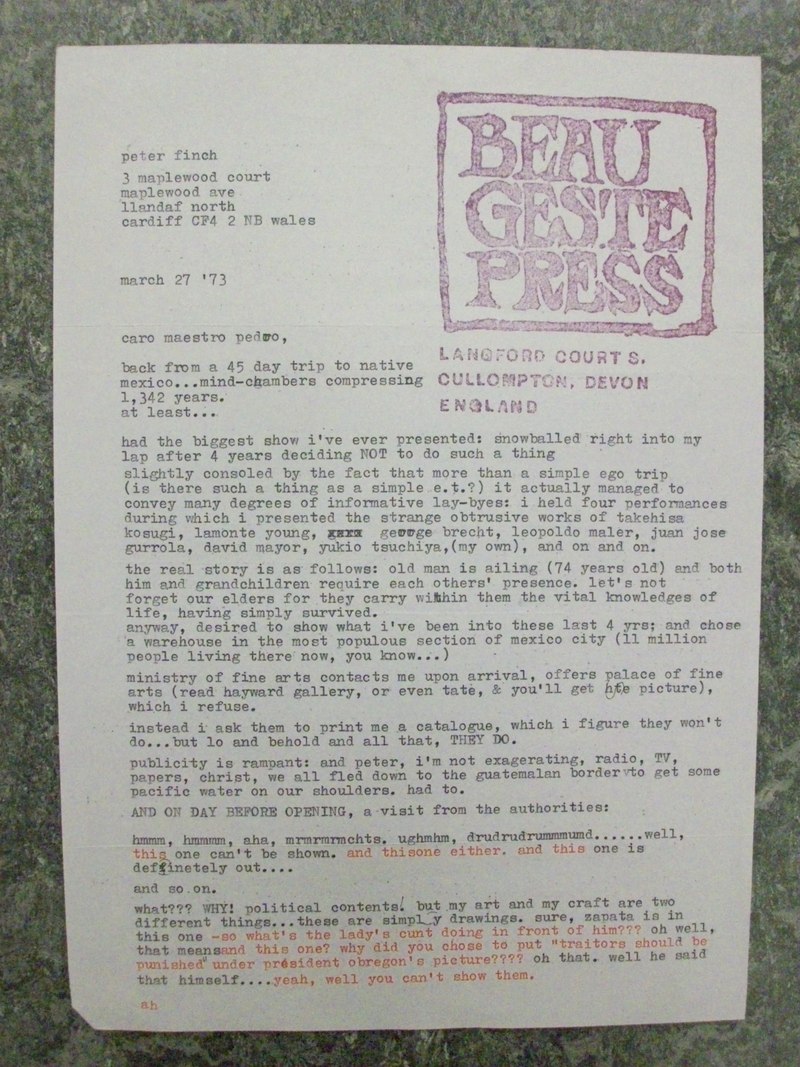 BEAU
GESTE
PRESS
LANGFORD COURT S.
CULLOMPTON, DEVON
ENGLAND
peter finch
3 maplewood court
maplewood ave
llandaf north
cardiff CF4 2 NB wales
march 27 '73
caro maestro pedro,
back from a 45 day trip to native
mexico...mind-chambers compressing
1,342 years.
at least...
had the biggest show i've ever presented: snowballed right into my
lap after 4 years deciding NOT to do such a thing
slightly consoled by the fact that more than a simple ego trip
(is there such a thing as a simple e.t.?) it actually managed to
convey many degrees of informative lay-byes: i held four performances
during which i presented the strange obtrusive works of takehisa
kosugi, lamonte young, george brecht, leopoldo maler, juan jose
gurrola, david mayor, yukio tsuchiya,(my own), and on and on.
the real story is as follows: old man is ailing (74 years old) and both
him and grandchildren require each others' presence. let's not
forget our elders for they carry within them the vital knowledges of
life, having simply survived.
anyway, desired to show what i've been into these last 4 yrs; and chose
a warehouse in the most populous section of mexico city (11 million
people living there now, you know...)
ministry of fine arts contacts me upon arrival, offers palace of fine
arts (read hayward gallery, or even tate, & you'll get the picture),
which i refuse.
instead i ask them to print me a catalogue, which i figure they won't
do...but lo and behold and all that, THEY DO.
publicity is rampant: and peter, i'm not exagerating, radio, TV,
papers, christ, we all fled down to the guatemalan border to get some
pacific water on our shoulders. had to.
AND ON DAY BEFORE OPENING, a visit from the authorities:
hmmm, hmmmm, aha, mrmrmrmchts. ughmhm, drudrudrummmumd......well,
this one can't be shown. and thisone either. and this one is
deffinetely out....
and so on.
what??? WHY! political contents! but my art and my craft are two
different things...these are simply drawings. sure, zapata is in
this one -so what's the lady's cunt doing in front of him??? oh well,
that meansand this one? why did you chose to put "traitors should be
punished" under président obregon's picture???? oh that. well he said
that himself....yeah, well you can't show them.
ah